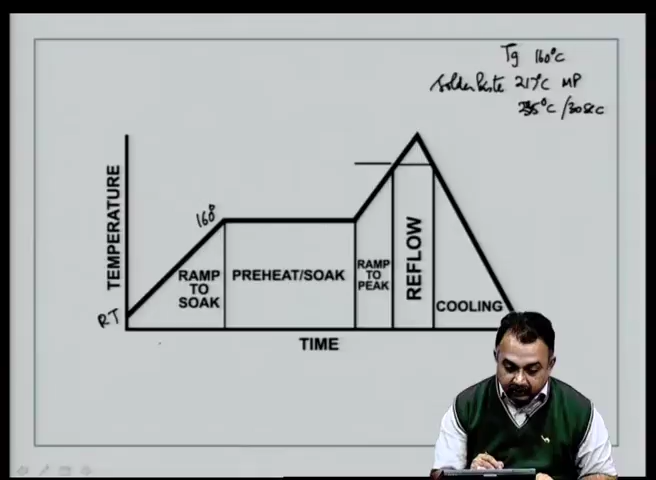 Tg 160°C
Solder Paste 217°C MP
235°C /30sec
160°
TEMPERATURE
RAMP
TO
SOAK
PREHEAT/SOAK
RAMP
TO
PEAK
REFLOW
COOLING
RT
TIME